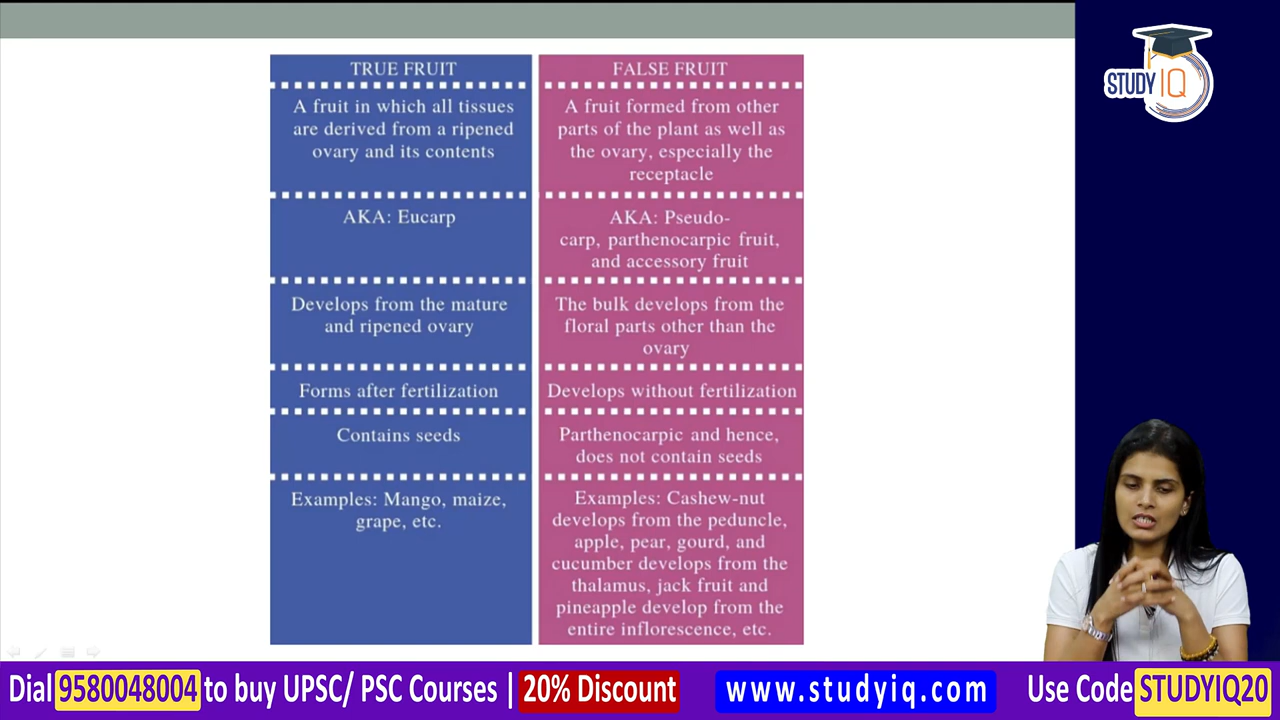 TRUE FRUIT
A fruit in which all tissues
are derived from a ripened
ovary and its contents
AKA: Eucarp
Develops from the mature
and ripened ovary
Forms after fertilization
Contains seeds
Examples: Mango, maize,
grape, etc.
FALSE FRUIT
A fruit formed from other
parts of the plant as well as
the ovary, especially the
receptacle
AKA: Pseudo-
carp, parthenocarpic fruit,
and accessory fruit
The bulk develops from the
floral parts other than the
ovary
Develops without fertilization
Parthenocarpic and hence,
does not contain seeds
Examples: Cashew-nut
develops from the peduncle,
apple, pear, gourd, and
cucumber develops from the
thalamus, jack fruit and
pineapple develop from the
entire inflorescence, etc.
STUDY IQ
Dial 9580048004 to buy UPSC/ PSC Courses | 20% Discount www.studyiq.com Use Code STUDYIQ20